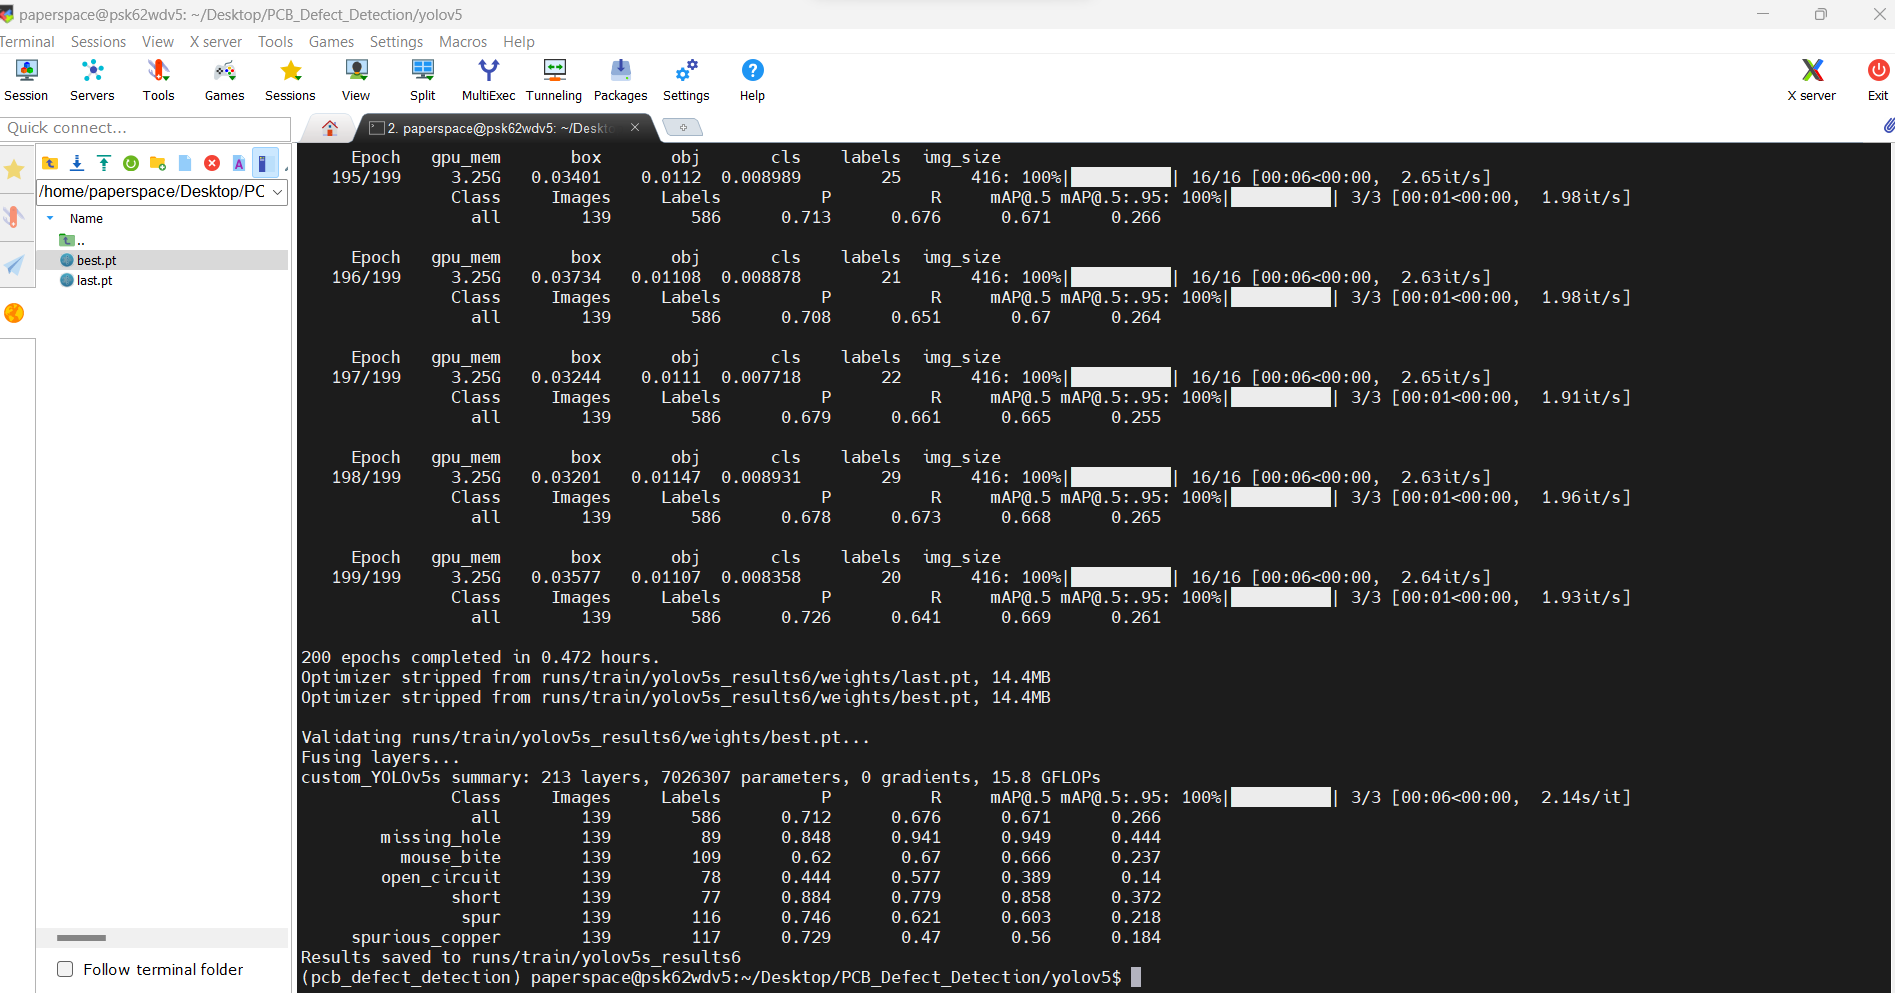 paperspace@psk62wdv5: ~/Desktop/PCB_Defect_Detection/yolov5
Terminal Sessions View X server Tools Games Settings Macros Help
Session Servers Tools Games Sessions View Split MultiExec Tunneling Packages Settings Help X server Exit
Quick connect...
2. paperspace@psk62wdv5: ~/Deskto
/home/paperspace/Desktop/PC
Name
..
best.pt
last.pt
Follow terminal folder
Epoch gpu_mem box obj cls labels img_size
195/199 3.25G 0.03401 0.0112 0.008989 25 416: 100%| | 16/16 [00:06<00:00, 2.65it/s]
Class Images Labels P R mAP@.5 mAP@.5:.95: 100%| | 3/3 [00:01<00:00, 1.98it/s]
all 139 586 0.713 0.676 0.671 0.266
Epoch gpu_mem box obj cls labels img_size
196/199 3.25G 0.03734 0.01108 0.008878 21 416: 100%| | 16/16 [00:06<00:00, 2.63it/s]
Class Images Labels P R mAP@.5 mAP@.5:.95: 100%| | 3/3 [00:01<00:00, 1.98it/s]
all 139 586 0.708 0.651 0.67 0.264
Epoch gpu_mem box obj cls labels img_size
197/199 3.25G 0.03244 0.0111 0.007718 22 416: 100%| | 16/16 [00:06<00:00, 2.65it/s]
Class Images Labels P R mAP@.5 mAP@.5:.95: 100%| | 3/3 [00:01<00:00, 1.91it/s]
all 139 586 0.679 0.661 0.665 0.255
Epoch gpu_mem box obj cls labels img_size
198/199 3.25G 0.03201 0.01147 0.008931 29 416: 100%| | 16/16 [00:06<00:00, 2.63it/s]
Class Images Labels P R mAP@.5 mAP@.5:.95: 100%| | 3/3 [00:01<00:00, 1.96it/s]
all 139 586 0.678 0.673 0.668 0.265
Epoch gpu_mem box obj cls labels img_size
199/199 3.25G 0.03577 0.01107 0.008358 20 416: 100%| | 16/16 [00:06<00:00, 2.64it/s]
Class Images Labels P R mAP@.5 mAP@.5:.95: 100%| | 3/3 [00:01<00:00, 1.93it/s]
all 139 586 0.726 0.641 0.669 0.261
200 epochs completed in 0.472 hours.
Optimizer stripped from runs/train/yolov5s_results6/weights/last.pt, 14.4MB
Optimizer stripped from runs/train/yolov5s_results6/weights/best.pt, 14.4MB
Validating runs/train/yolov5s_results6/weights/best.pt...
Fusing layers...
custom_YOLOv5s summary: 213 layers, 7026307 parameters, 0 gradients, 15.8 GFLOPs
Class Images Labels P R mAP@.5 mAP@.5:.95: 100%| | 3/3 [00:06<00:00, 2.14s/it]
all 139 586 0.712 0.676 0.671 0.266
missing_hole 139 89 0.848 0.941 0.949 0.444
mouse_bite 139 109 0.62 0.67 0.666 0.237
open_circuit 139 78 0.444 0.577 0.389 0.14
short 139 77 0.884 0.779 0.858 0.372
spur 139 116 0.746 0.621 0.603 0.218
spurious_copper 139 117 0.729 0.47 0.56 0.184
Results saved to runs/train/yolov5s_results6
(pcb_defect_detection) paperspace@psk62wdv5:~/Desktop/PCB_Defect_Detection/yolov5$